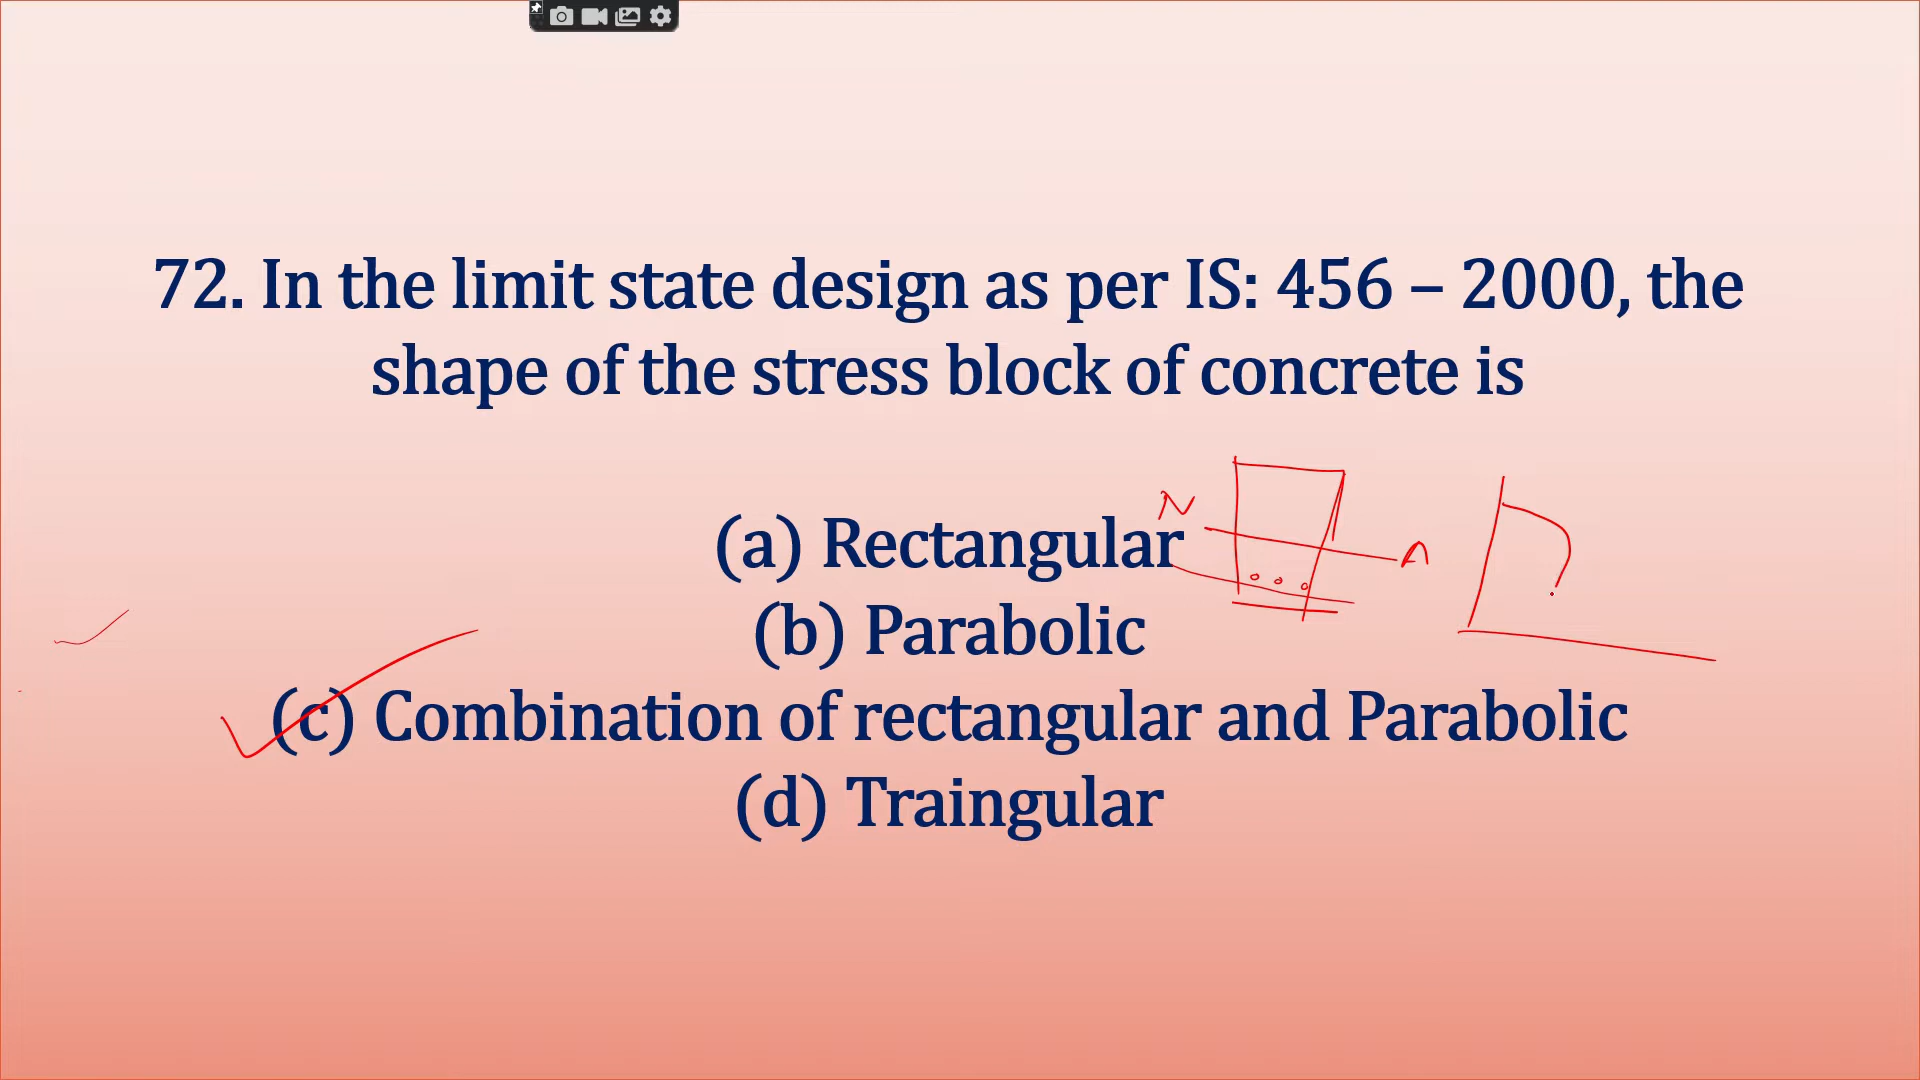 72. In the limit state design as per IS: 456 – 2000, the
shape of the stress block of concrete is
(a) Rectangular
N
A
(b) Parabolic
(c) Combination of rectangular and Parabolic
(d) Traingular